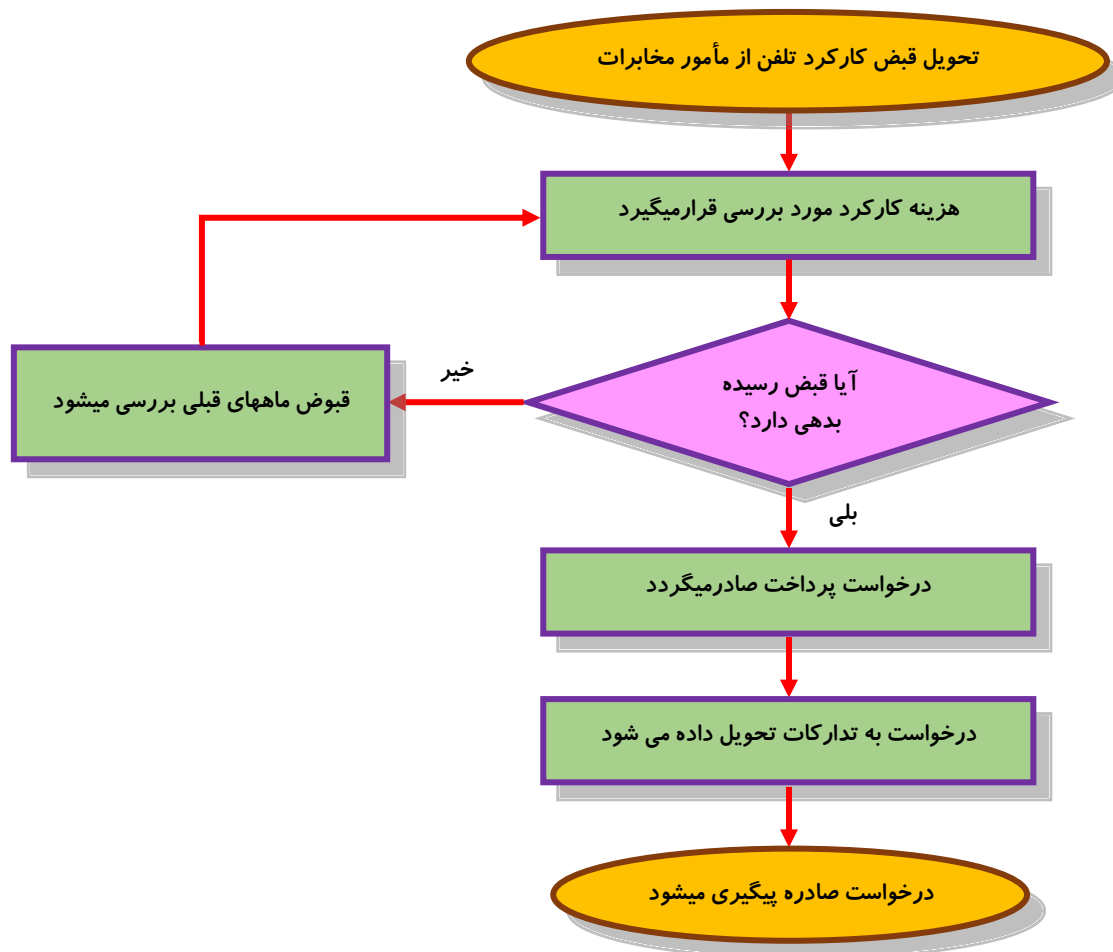 تحویل قبض کارکرد تلفن از مأمور مخابرات
هزینه کارکرد مورد بررسی قرارمیگیرد
آیا قبض رسیده
بدهی دارد؟
خیر
قبوض ماههای قبلی بررسی میشود
بلی
درخواست پرداخت صادرمیگردد
درخواست به تدارکات تحویل داده می شود
درخواست صادره پیگیری میشود